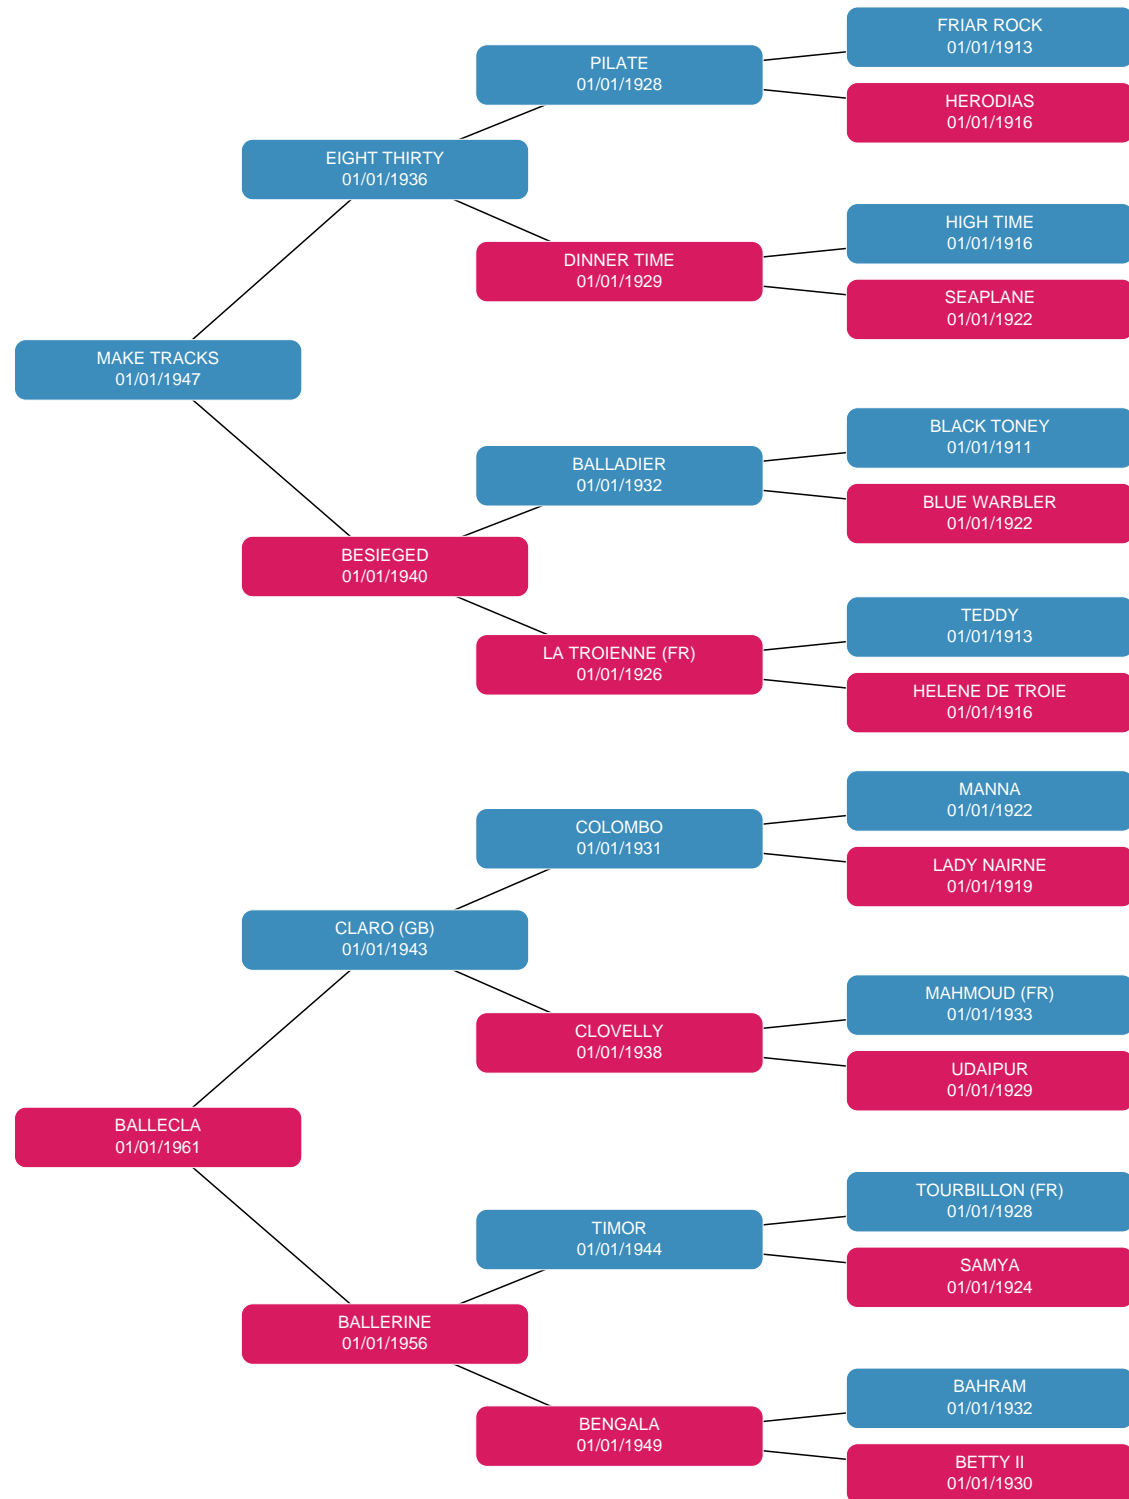 FRIAR ROCK
01/01/1913
PILATE
01/01/1928
HERODIAS
01/01/1916
EIGHT THIRTY
01/01/1936
HIGH TIME
01/01/1916
DINNER TIME
01/01/1929
SEAPLANE
01/01/1922
MAKE TRACKS
01/01/1947
BLACK TONEY
01/01/1911
BALLADIER
01/01/1932
BLUE WARBLER
01/01/1922
BESIEGED
01/01/1940
TEDDY
01/01/1913
LA TROIENNE (FR)
01/01/1926
HELENE DE TROIE
01/01/1916
MANNA
01/01/1922
COLOMBO
01/01/1931
LADY NAIRNE
01/01/1919
CLARO (GB)
01/01/1943
MAHMOUD (FR)
01/01/1933
CLOVELLY
01/01/1938
UDAIPUR
01/01/1929
BALLECLA
01/01/1961
TOURBILLON (FR)
01/01/1928
TIMOR
01/01/1944
SAMYA
01/01/1924
BALLERINE
01/01/1956
BAHRAM
01/01/1932
BENGALA
01/01/1949
BETTY II
01/01/1930